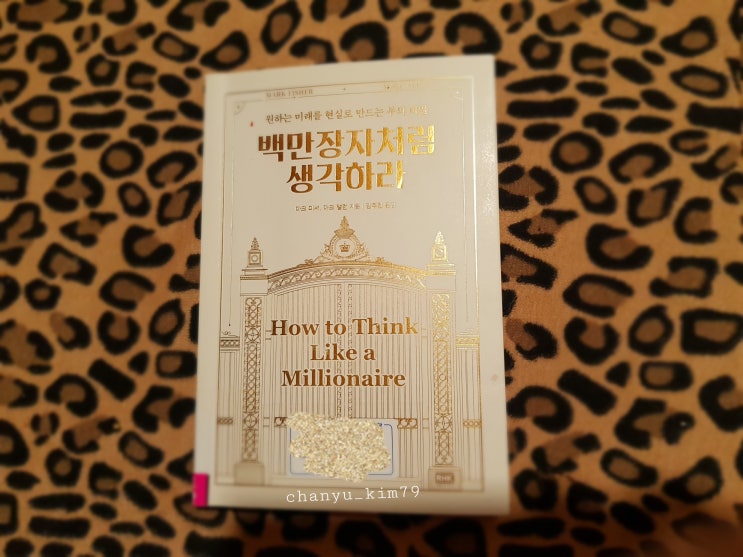 MARK FISHER
원하는 미래를 현실로 만드는 부의 비밀
백만장자처럼
생각하라
How to Think
Like a
Millionaire
chanyu_kim79